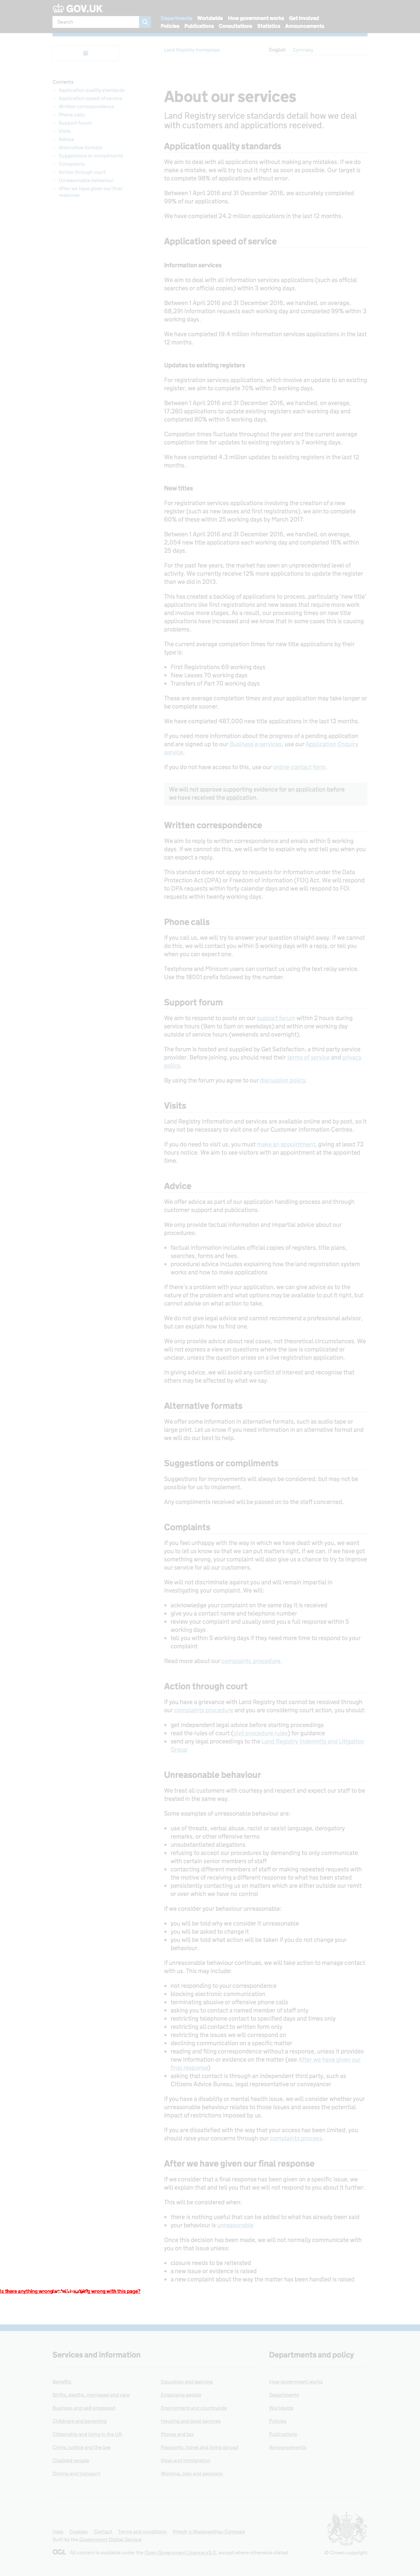 GOV.UK
Search
Departments Worldwide How government works Get involved
Policies Publications Consultations Statistics Announcements
Land Registry homepage
English Cymraeg
Contents
Application quality standards
Application speed of service
Written correspondence
Phone calls
Support forum
Visits
Advice
Alternative formats
Suggestions or compliments
Complaints
Action through court
Unreasonable behaviour
After we have given our final
response
About our services
Land Registry service standards detail how we deal
with customers and applications received.
Application quality standards
We aim to deal with all applications without making any mistakes. If we do
make a mistake, we will try to put it right as soon as possible. Our target is
to complete 98% of applications without error.
Between 1 April 2016 and 31 December 2016, we accurately completed
99% of our applications.
We have completed 24.2 million applications in the last 12 months.
Application speed of service
Information services
We aim to deal with all information services applications (such as official
searches or official copies) within 3 working days.
Between 1 April 2016 and 31 December 2016, we handled, on average,
68,291 information requests each working day and completed 99% within 3
working days.
We have completed 19.4 million information services applications in the last
12 months.
Updates to existing registers
For registration services applications, which involve an update to an existing
register, we aim to complete 70% within 5 working days.
Between 1 April 2016 and 31 December 2016, we handled, on average,
17,280 applications to update existing registers each working day and
completed 80% within 5 working days.
Completion times fluctuate throughout the year and the current average
completion time for updates to existing registers is 7 working days.
We have completed 4.3 million updates to existing registers in the last 12
months.
New titles
For registration services applications involving the creation of a new
register (such as new leases and first registrations), we aim to complete
60% of these within 25 working days by March 2017.
Between 1 April 2016 and 31 December 2016, we handled, on average,
2,054 new title applications each working day and completed 18% within
25 days.
For the past few years, the market has seen an unprecedented level of
activity. We currently receive 12% more applications to update the register
than we did in 2013.
This has created a backlog of applications to process, particularly ‘new title’
applications (first registrations and new leases) that require more work
and involve more stages. As a result, our processing times on new title
applications have increased and we know that in some cases this is causing
problems.
The current average completion times for new title applications by their
type is:
First Registrations 69 working days
New Leases 70 working days
Transfers of Part 70 working days
These are average completion times and your application may take longer or
be completed sooner.
We have completed 487,000 new title applications in the last 12 months.
If you need more information about the progress of a pending application
and are signed up to our Business e-services, use our Application Enquiry
service.
If you do not have access to this, use our online contact form.
We will not approve supporting evidence for an application before
we have received the application.
Written correspondence
We aim to reply to written correspondence and emails within 5 working
days. If we cannot do this, we will write to explain why and tell you when you
can expect a reply.
This standard does not apply to requests for information under the Data
Protection Act (DPA) or Freedom of Information (FOI) Act. We will respond
to DPA requests within forty calendar days and we will respond to FOI
requests within twenty working days.
Phone calls
If you call us, we will try to answer your question straight away. If we cannot
do this, we will contact you within 5 working days with a reply, or tell you
when you can expect one.
Textphone and Minicom users can contact us using the text relay service.
Use the 18001 prefix followed by the number.
Support forum
We aim to respond to posts on our support forum within 2 hours during
service hours (9am to 5pm on weekdays) and within one working day
outside of service hours (weekends and overnight).
The forum is hosted and supplied by Get Satisfaction, a third party service
provider. Before joining, you should read their terms of service and privacy
policy.
By using the forum you agree to our discussion policy.
Visits
Land Registry information and services are available online and by post, so it
may not be necessary to visit one of our Customer Information Centres.
If you do need to visit us, you must make an appointment, giving at least 72
hours notice. We aim to see visitors with an appointment at the appointed
time.
Advice
We offer advice as part of our application handling process and through
customer support and publications.
We only provide factual information and impartial advice about our
procedures:
factual information includes official copies of registers, title plans,
searches, forms and fees.
procedural advice includes explaining how the land registration system
works and how to make applications
If there’s a problem with your application, we can give advice as to the
nature of the problem and what options may be available to put it right, but
cannot advise on what action to take.
We do not give legal advice and cannot recommend a professional advisor,
but can explain how to find one.
We only provide advice about real cases, not theoretical circumstances. We
will not express a view on questions where the law is complicated or
unclear, unless the question arises on a live registration application.
In giving advice, we will avoid any conflict of interest and recognise that
others may be affected by what we say.
Alternative formats
We offer some information in alternative formats, such as audio tape or
large print. Let us know if you need information in an alternative format and
we will do our best to help.
Suggestions or compliments
Suggestions for improvements will always be considered, but may not be
possible to implement.
Any compliments received will be passed on to the staff concerned.
Complaints
If you feel unhappy with the way in which we have dealt with you, we want
you to let us know so that we can put matters right. If we can, If we have got
something wrong, your complaint will also give us a chance to try to improve
our service for all our customers.
We will not discriminate against you and will remain impartial in
investigating your complaint. We will:
acknowledge your complaint on the same day it is received
give you a contact name and telephone number
review your complaint and usually send you a full response within 5
working days
tell you within 5 working days if they need more time to respond to your
complaint
Read more about our complaints procedure.
Action through court
If you have a grievance with Land Registry that cannot be resolved through
our complaints procedure and you are considering court action, you should:
get independent legal advice before starting proceedings
read the rules of court (civil procedure rules) for guidance
send any legal proceedings to the Land Registry Indemnity and Litigation
Group
Unreasonable behaviour
We treat all customers with courtesy and respect and expect our staff to be
treated in the same way.
Some examples of unreasonable behaviour are:
use of threats, verbal abuse, racist or sexist language, derogatory
remarks, or other offensive terms
unsubstantiated allegations
refusing to accept our procedures by demanding to only communicate with
certain senior members of staff
contacting different members of staff or making repeated requests with
the motive of receiving a different response to what has been stated
persistently contacting us on matters which are either outside our remit
or over which we have no control
If we consider your behaviour unreasonable:
you will be told why we consider it unreasonable
you will be asked to change it
you will be told what action will be taken if you do not change your
behaviour
If unreasonable behaviour continues, we will take action to manage contact
with us. This may include:
not responding to your correspondence
blocking electronic communication
terminating abusive or offensive phone calls
asking you to contact a named member of staff only
restricting telephone contact to specified days and times only
restricting all contact to written form only
restricting the issues we will correspond on
declining communication on a specific matter
reading and filing correspondence without a response, unless it provides
new information or evidence on the matter (see After we have given our
final response)
asking that contact is through an independent third party, such as
Citizens Advice Bureau, legal representative or conveyancer
If you have a disability or mental health issue, we will consider whether your
unreasonable behaviour relates to those issues and assess the potential
impact of restrictions imposed by us.
If you are dissatisfied with the way that your access has been limited, you
should raise your concerns through our complaints process.
After we have given our final response
If we consider that a final response has been given on a specific issue, we
will explain that and tell you that we will not respond to you about it further.
This will be considered when:
there is nothing useful that can be added to what has already been said
your behaviour is unreasonable
Once this decision has been made, we will not normally communicate with
you on that issue unless:
closure needs to be reiterated
a new issue or evidence is raised
a new complaint about the way the matter has been handled is raised
Is there anything wrong with this page?
Services and information
Departments and policy
Benefits
Births, deaths, marriages and care
Business and self-employed
Childcare and parenting
Citizenship and living in the UK
Crime, justice and the law
Disabled people
Driving and transport
Education and learning
Employing people
Environment and countryside
Housing and local services
Money and tax
Passports, travel and living abroad
Visas and immigration
Working, jobs and pensions
How government works
Departments
Worldwide
Policies
Publications
Announcements
Help Cookies Contact Terms and conditions Rhestr o Wasanaethau Cymraeg
Built by the Government Digital Service
OGL All content is available under the Open Government Licence v3.0, except where otherwise stated
© Crown copyright